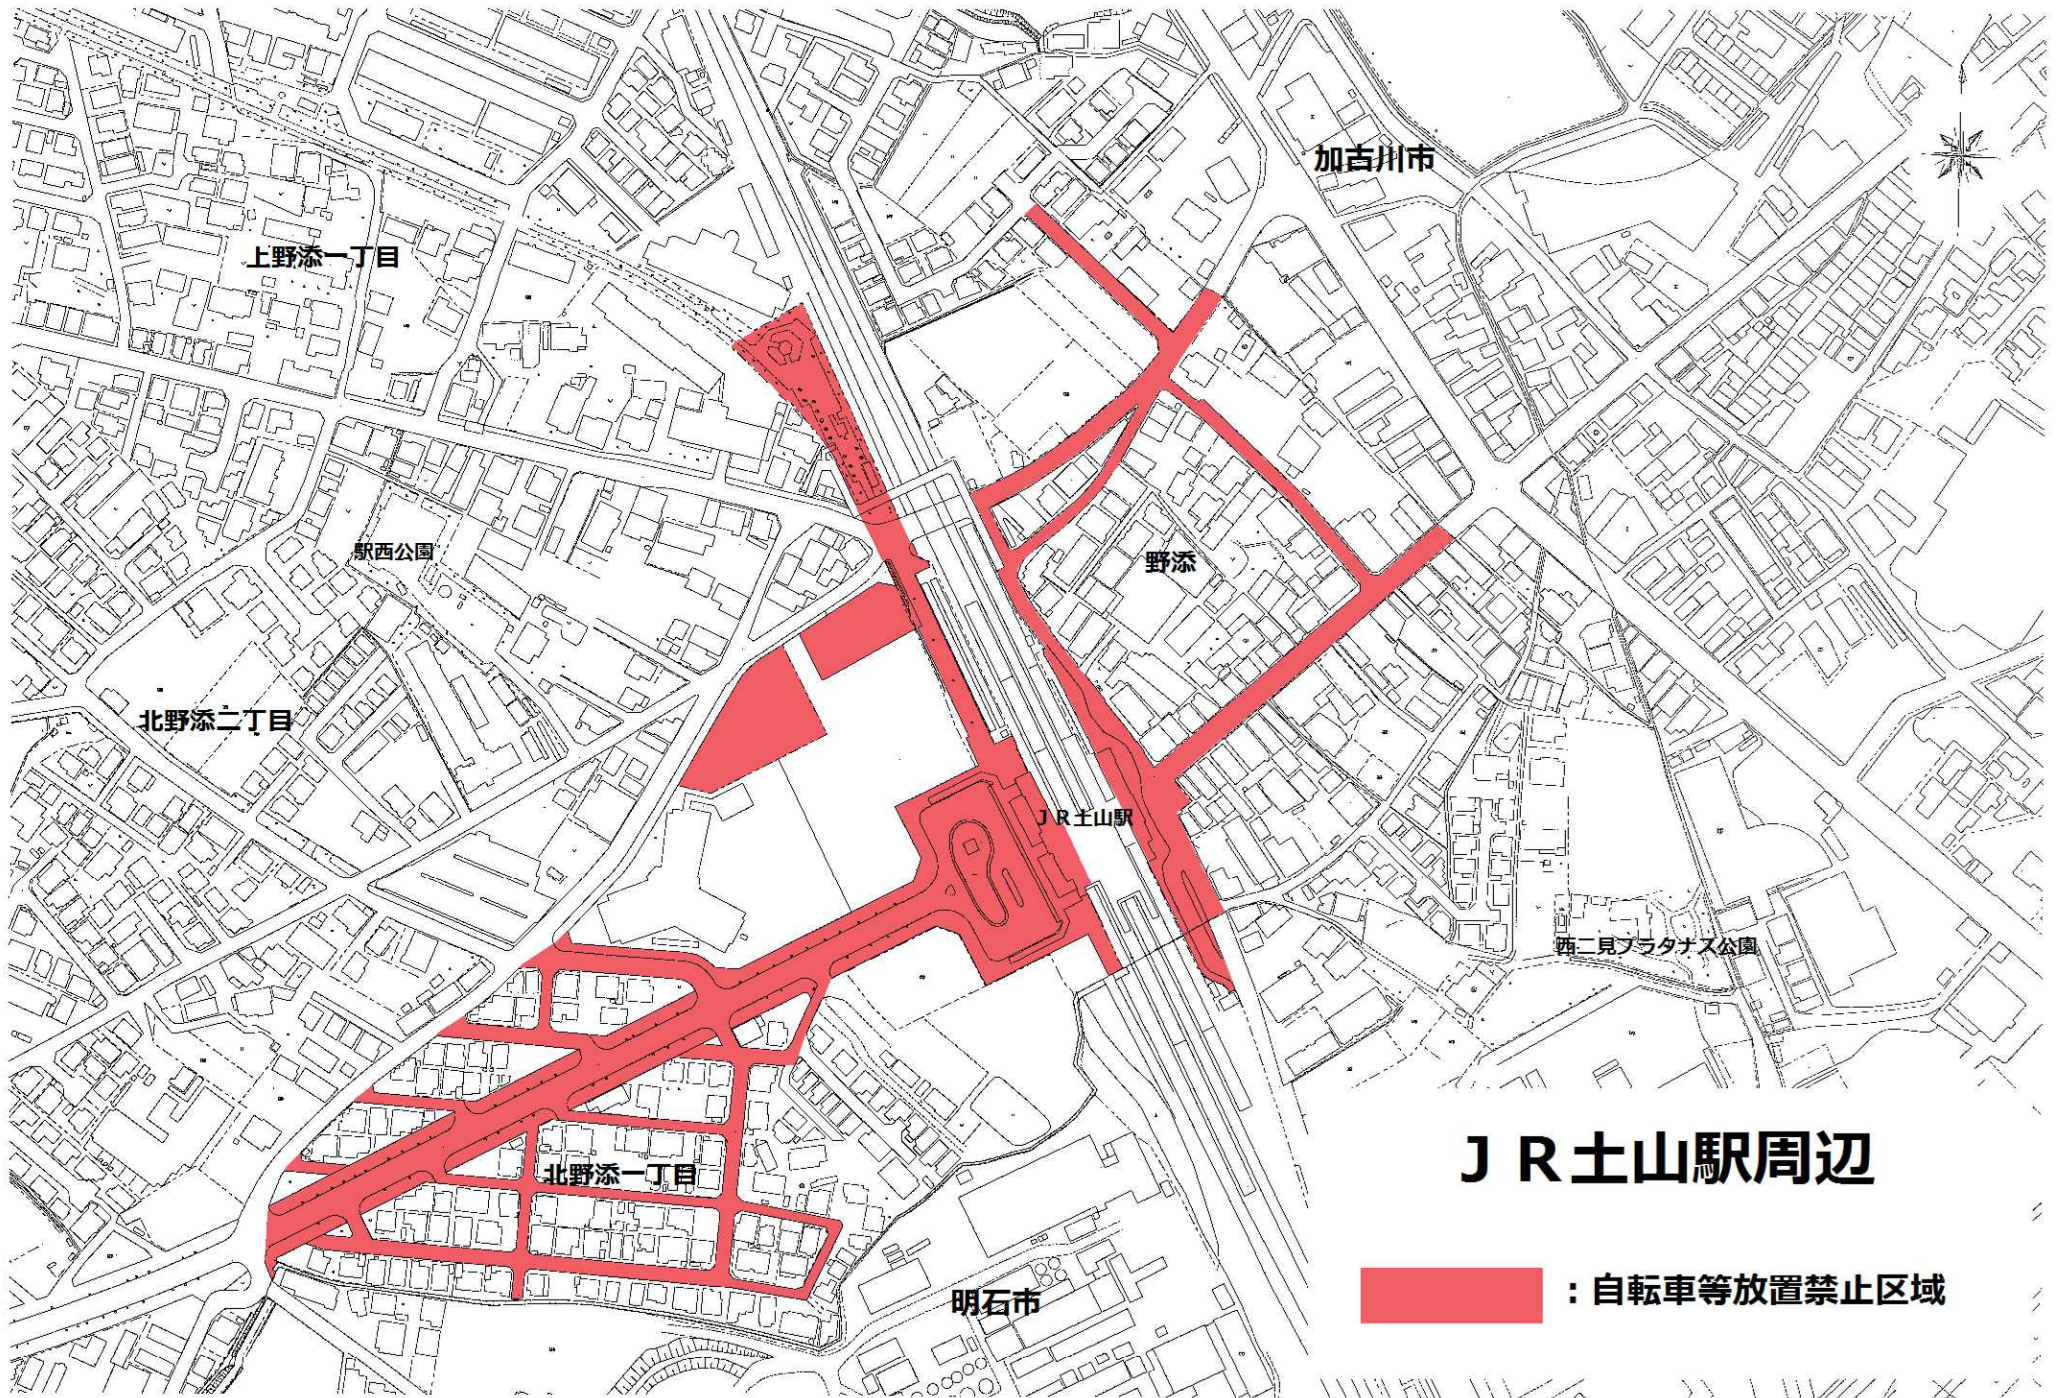 加古川市
上野添一丁目
駅西公園
野添
北野添二丁目
ＪＲ土山駅
西二見プラタナス公園
北野添一丁目
明石市
ＪＲ土山駅周辺
：自転車等放置禁止区域